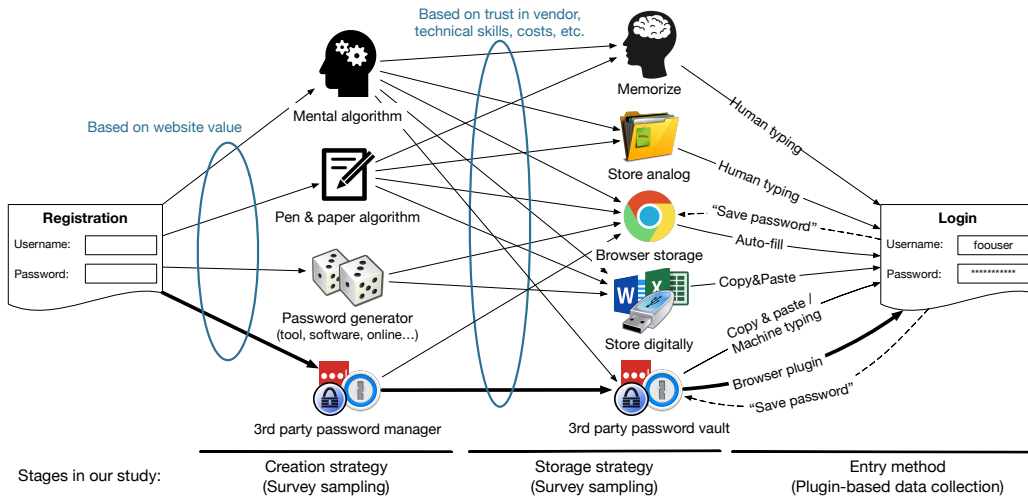 Based on trust in vendor,
technical skills, costs, etc.
Based on website value
Mental algorithm
Memorize
Human typing
Store analog
Human typing
Pen & paper algorithm
Registration
Username:
Password:
"Save password"
Browser storage
Auto-fill
Login
Username:
foouser
Password:
***********
Password generator
(tool, software, online...)
W
X
Copy&Paste
Store digitally
Copy & paste /
Machine typing
Browser plugin
"Save password"
3rd party password manager
3rd party password vault
Stages in our study:
Creation strategy
(Survey sampling)
Storage strategy
(Survey sampling)
Entry method
(Plugin-based data collection)